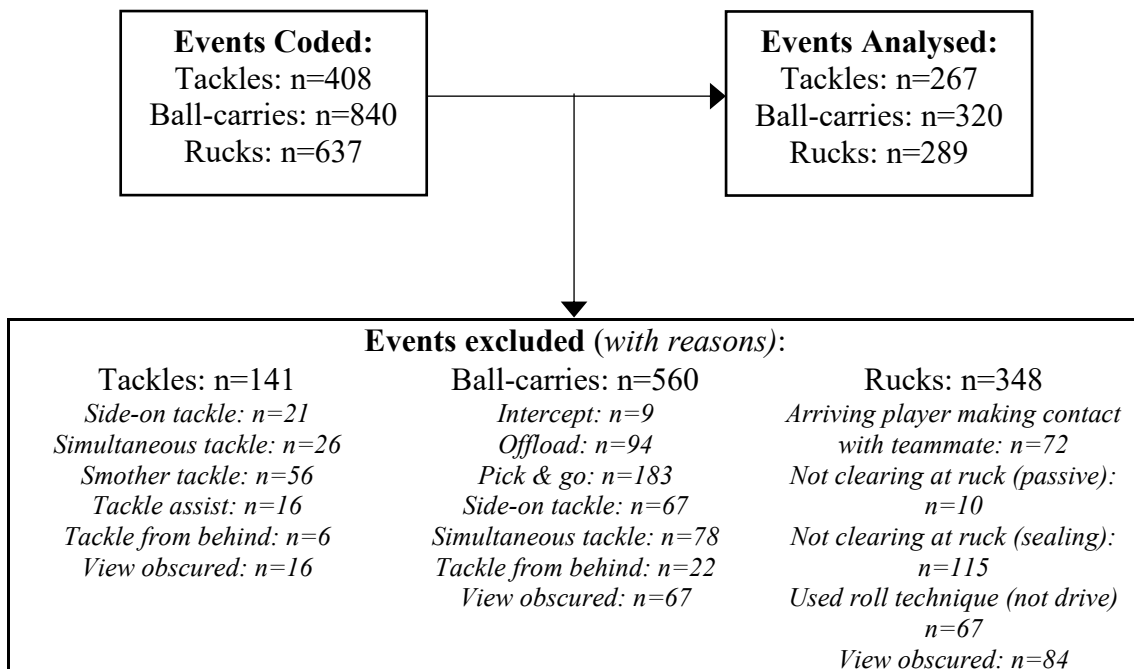 Events Coded:
Tackles: n=408
Ball-carries: n=840
Rucks: n=637
Events Analysed:
Tackles: n=267
Ball-carries: n=320
Rucks: n=289
Events excluded (with reasons):
Tackles: n=141
Side-on tackle: n=21
Simultaneous tackle: n=26
Smother tackle: n=56
Tackle assist: n=16
Tackle from behind: n=6
View obscured: n=16
Ball-carries: n=560
Intercept: n=9
Offload: n=94
Pick & go: n=183
Side-on tackle: n=67
Simultaneous tackle: n=78
Tackle from behind: n=22
View obscured: n=67
Rucks: n=348
Arriving player making contact
with teammate: n=72
Not clearing at ruck (passive):
n=10
Not clearing at ruck (sealing):
n=115
Used roll technique (not drive)
n=67
View obscured: n=84